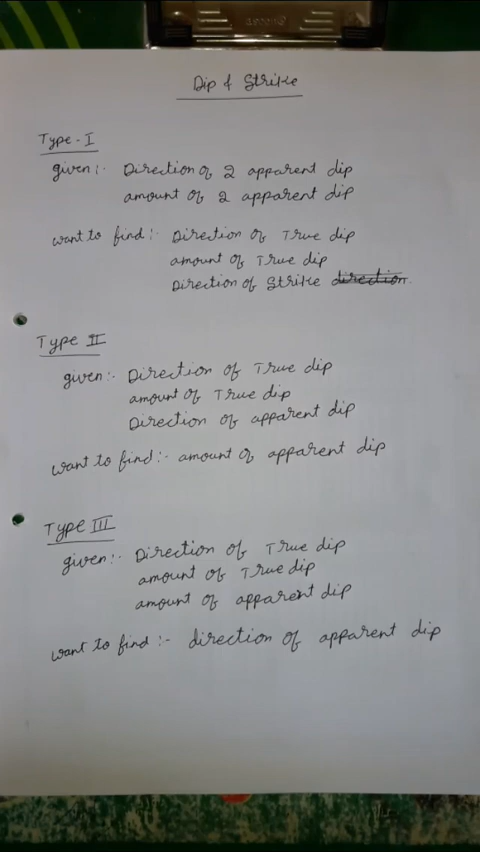 Dip & Strike
Type-I
given:- Direction of 2 apparent dip
amount of 2 apparent dip
want to find:- Direction of True dip
amount of True dip
Direction of Strike direction.
Type II
given:- Direction of True dip
amount of True dip
Direction of apparent dip
want to find:- amount of apparent dip
Type III
given:- Direction of True dip
amount of True dip
amount of apparent dip
want to find:- direction of apparent dip